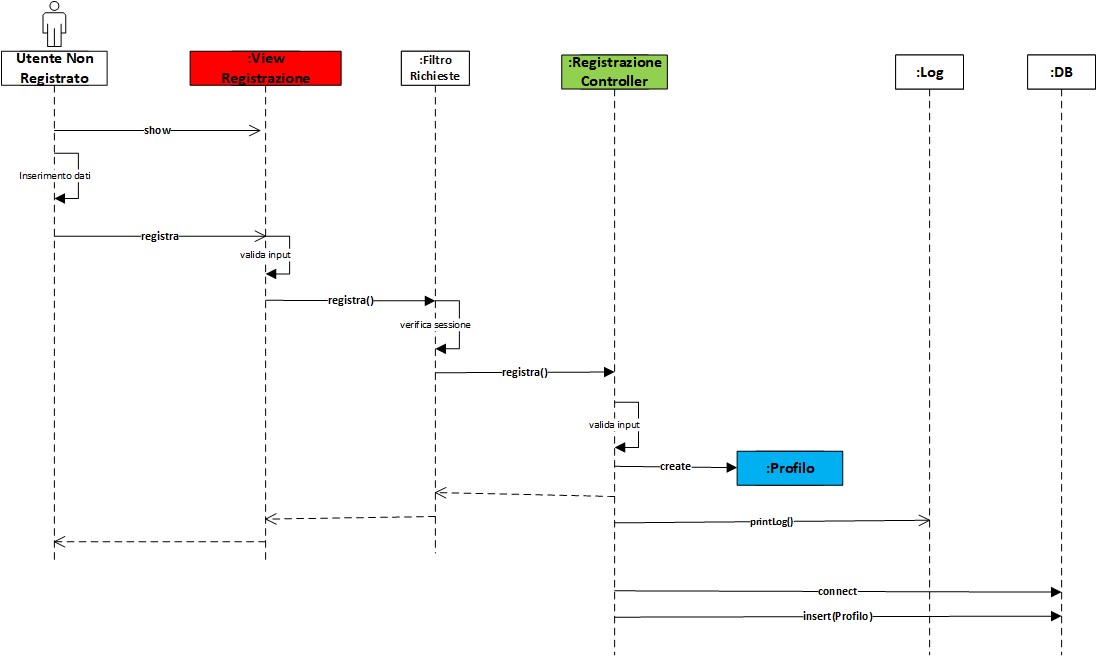 Utente Non
Registrato
:View
Registrazione
:Filtro
Richieste
:Registrazione
Controller
:Log
:DB
show
Inserimento dati
registra
valida input
registra()
verifica sessione
registra()
valida input
create
:Profilo
printLog()
connect
insert(Profilo)